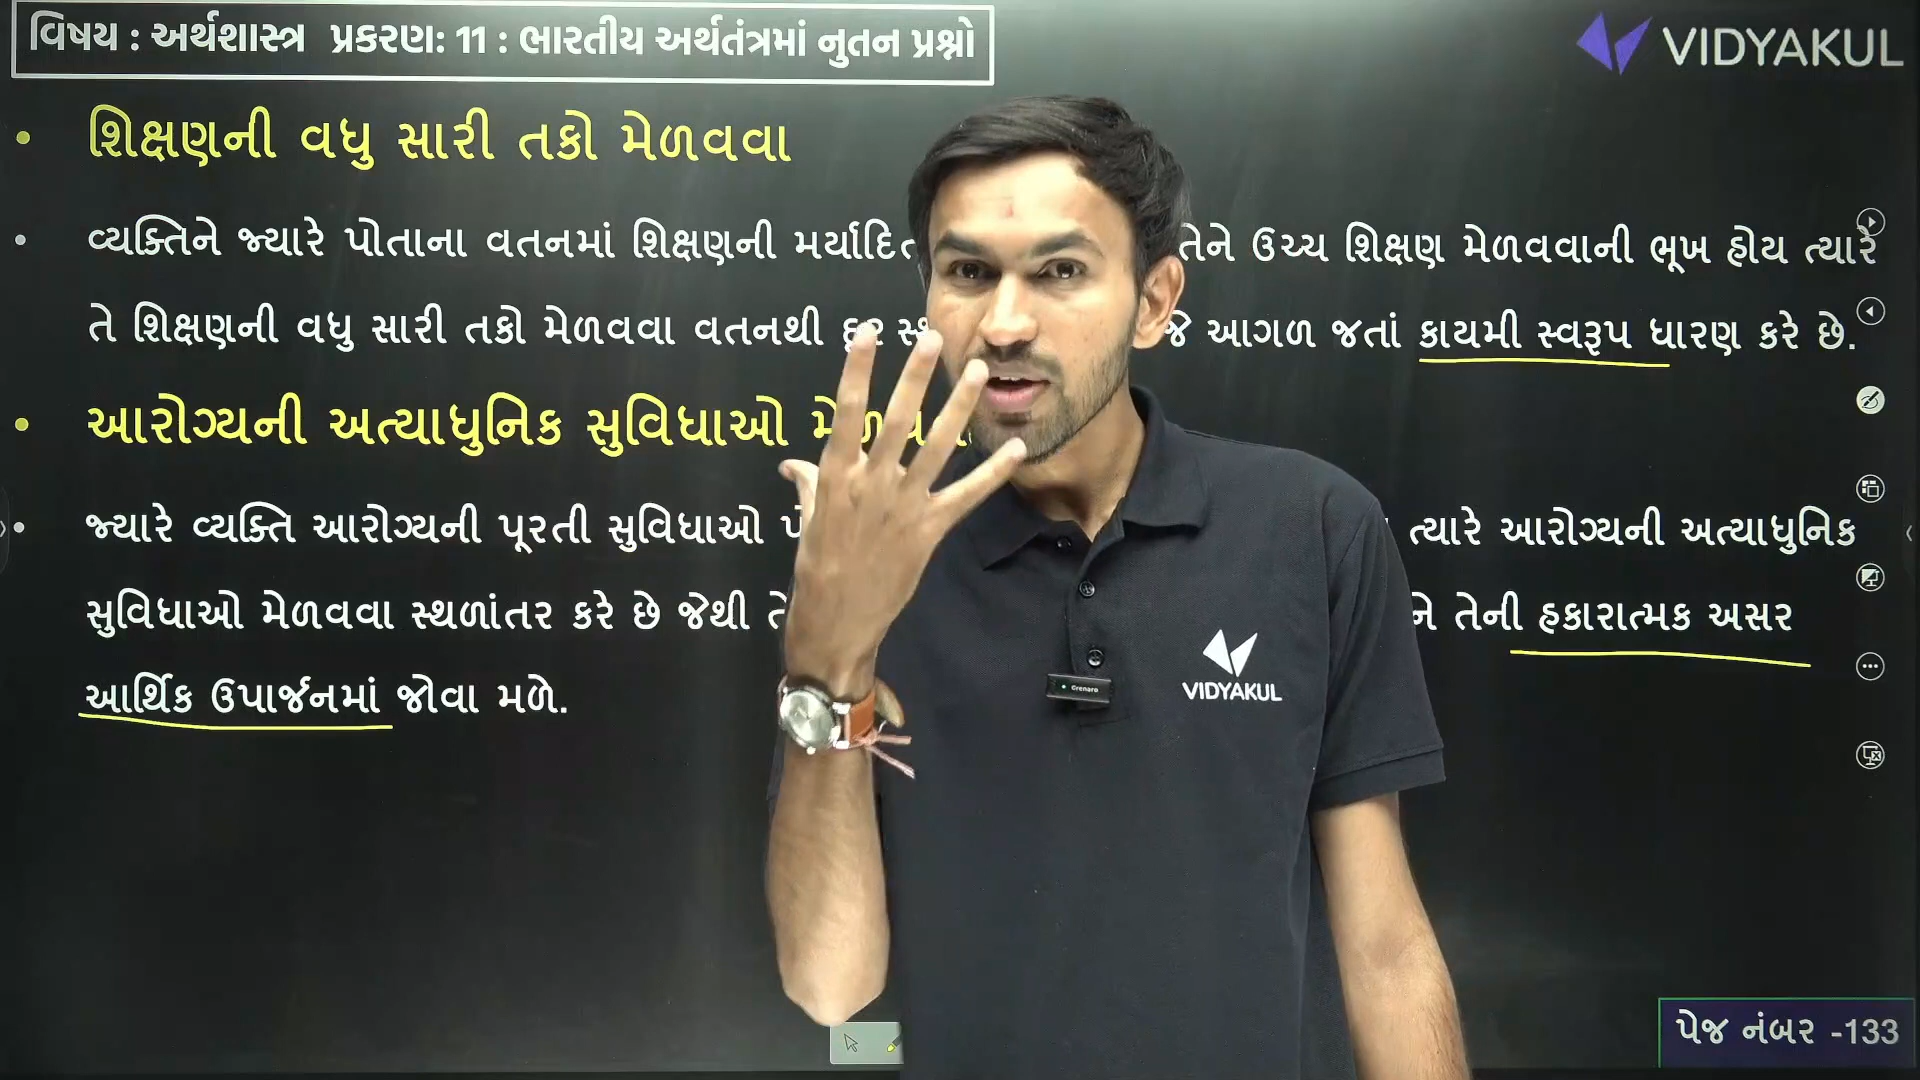 વિષય : અર્થશાસ્ત્ર પ્રકરણ: 11 : ભારતીય અર્થતંત્રમાં નુતન પ્રશ્નો
VIDYAKUL
• શિક્ષણની વધુ સારી તકો મેળવવા
• વ્યક્તિને જ્યારે પોતાના વતનમાં શિક્ષણની મર્યાદિત તેને ઉચ્ચ શિક્ષણ મેળવવાની ભૂખ હોય ત્યારે
તે શિક્ષણની વધુ સારી તકો મેળવવા વતનથી દૂર જે આગળ જતાં કાયમી સ્વરૂપ ધારણ કરે છે.
• આરોગ્યની અત્યાધુનિક સુવિધાઓ
• જ્યારે વ્યક્તિ આરોગ્યની પૂરતી સુવિધાઓ ત્યારે આરોગ્યની અત્યાધુનિક
સુવિધાઓ મેળવવા સ્થળાંતર કરે છે જેથી તેની હકારાત્મક અસર
આર્થિક ઉપાર્જનમાં જોવા મળે.
Grenaro
VIDYAKUL
પેજ નંબર -133